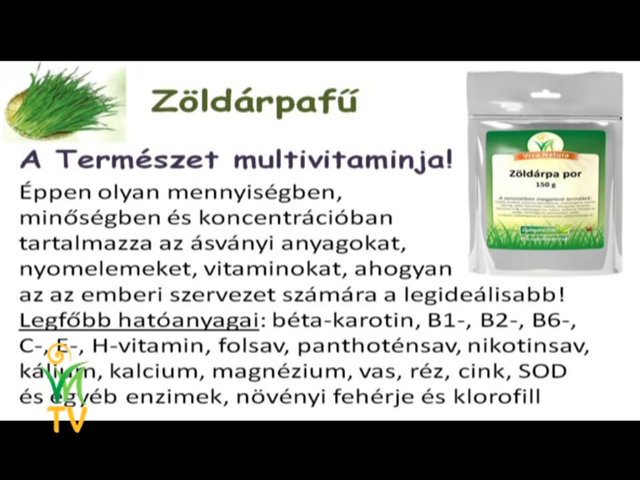 Zöldárpafű
A Természet multivitaminja!
Éppen olyan mennyiségben,
minőségben és koncentrációban
tartalmazza az ásványi anyagokat,
nyomelemeket, vitaminokat, ahogyan
az az emberi szervezet számára a legideálisabb!
Legfőbb hatóanyagai: béta-karotin, B1-, B2-, B6-,
C-, E-, H-vitamin, folsav, panthoténsav, nikotinsav,
kálium, kalcium, magnézium, vas, réz, cink, SOD
és egyéb enzimek, növényi fehérje és klorofill
Viva Natura
Zöldárpa por
150 g
VIVA
TV